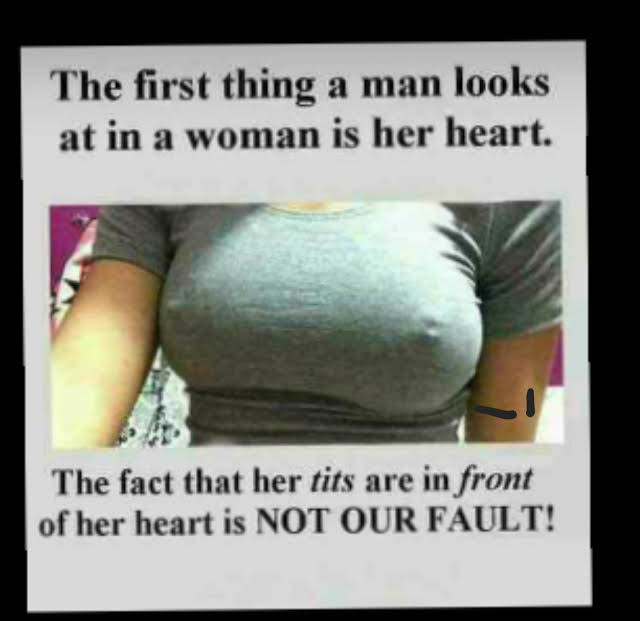 The first thing a man looks
at in a woman is her heart.
The fact that her tits are in front
of her heart is NOT OUR FAULT!